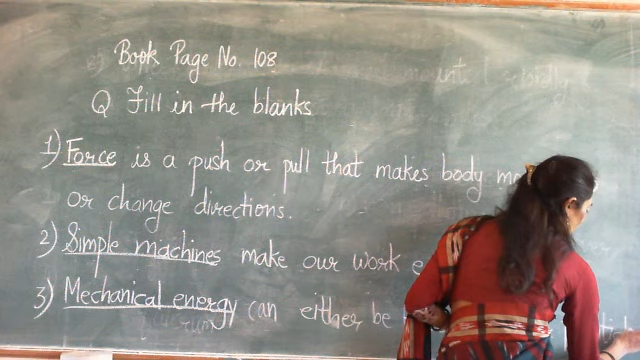 Book Page No. 108
Q Fill in the blanks
1) Force is a push or pull that makes body
or change directions.
2) Simple machines make our work
3) Mechanical energy can either be